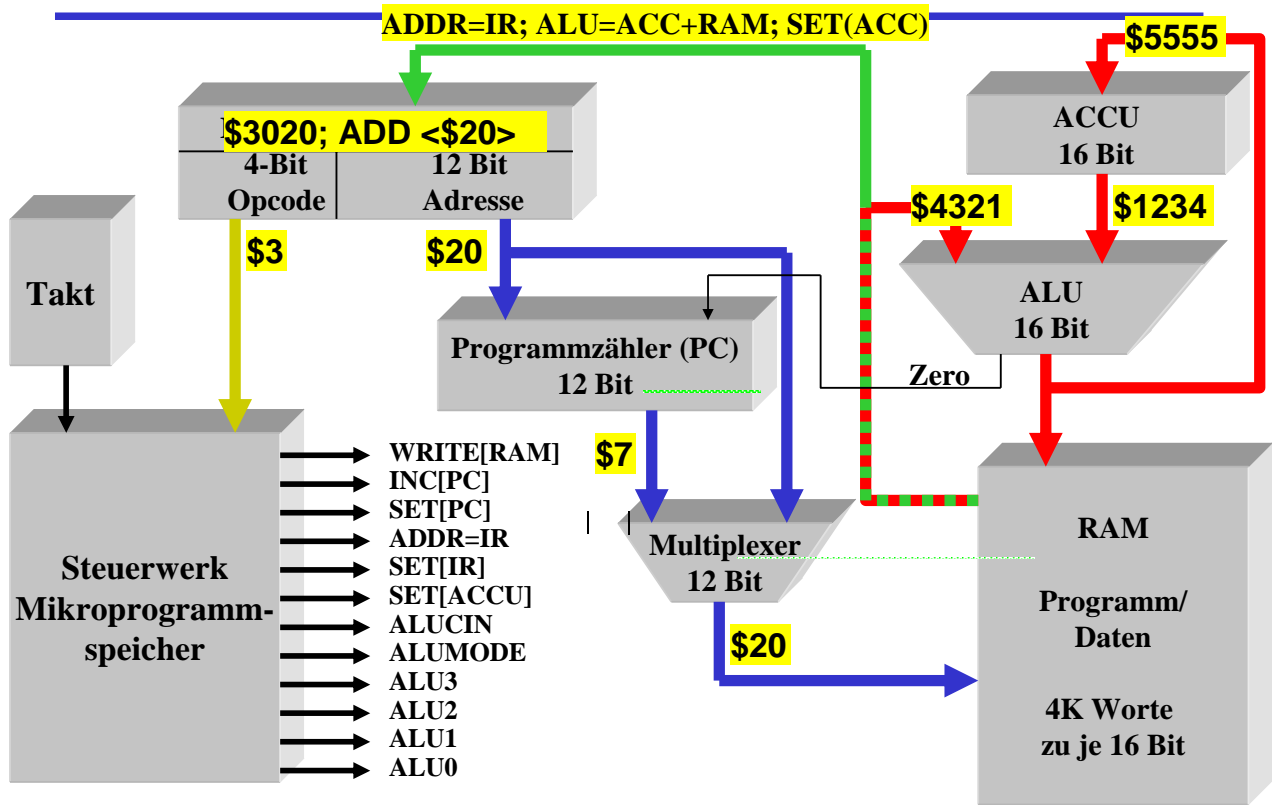 ADDR=IR; ALU=ACC+RAM; SET(ACC)
$5555
ACCU
16 Bit
$3020; ADD <$20>
4-Bit
Opcode
12 Bit
Adresse
$4321
$1234
$3
$20
Takt
ALU
16 Bit
Programmzähler (PC)
12 Bit
Zero
$7
WRITE[RAM]
INC[PC]
SET[PC]
ADDR=IR
SET[IR]
SET[ACCU]
ALUCIN
ALUMODE
ALU3
ALU2
ALU1
ALU0
Steuerwerk
Mikroprogramm-
speicher
Multiplexer
12 Bit
$20
RAM
Programm/
Daten
4K Worte
zu je 16 Bit